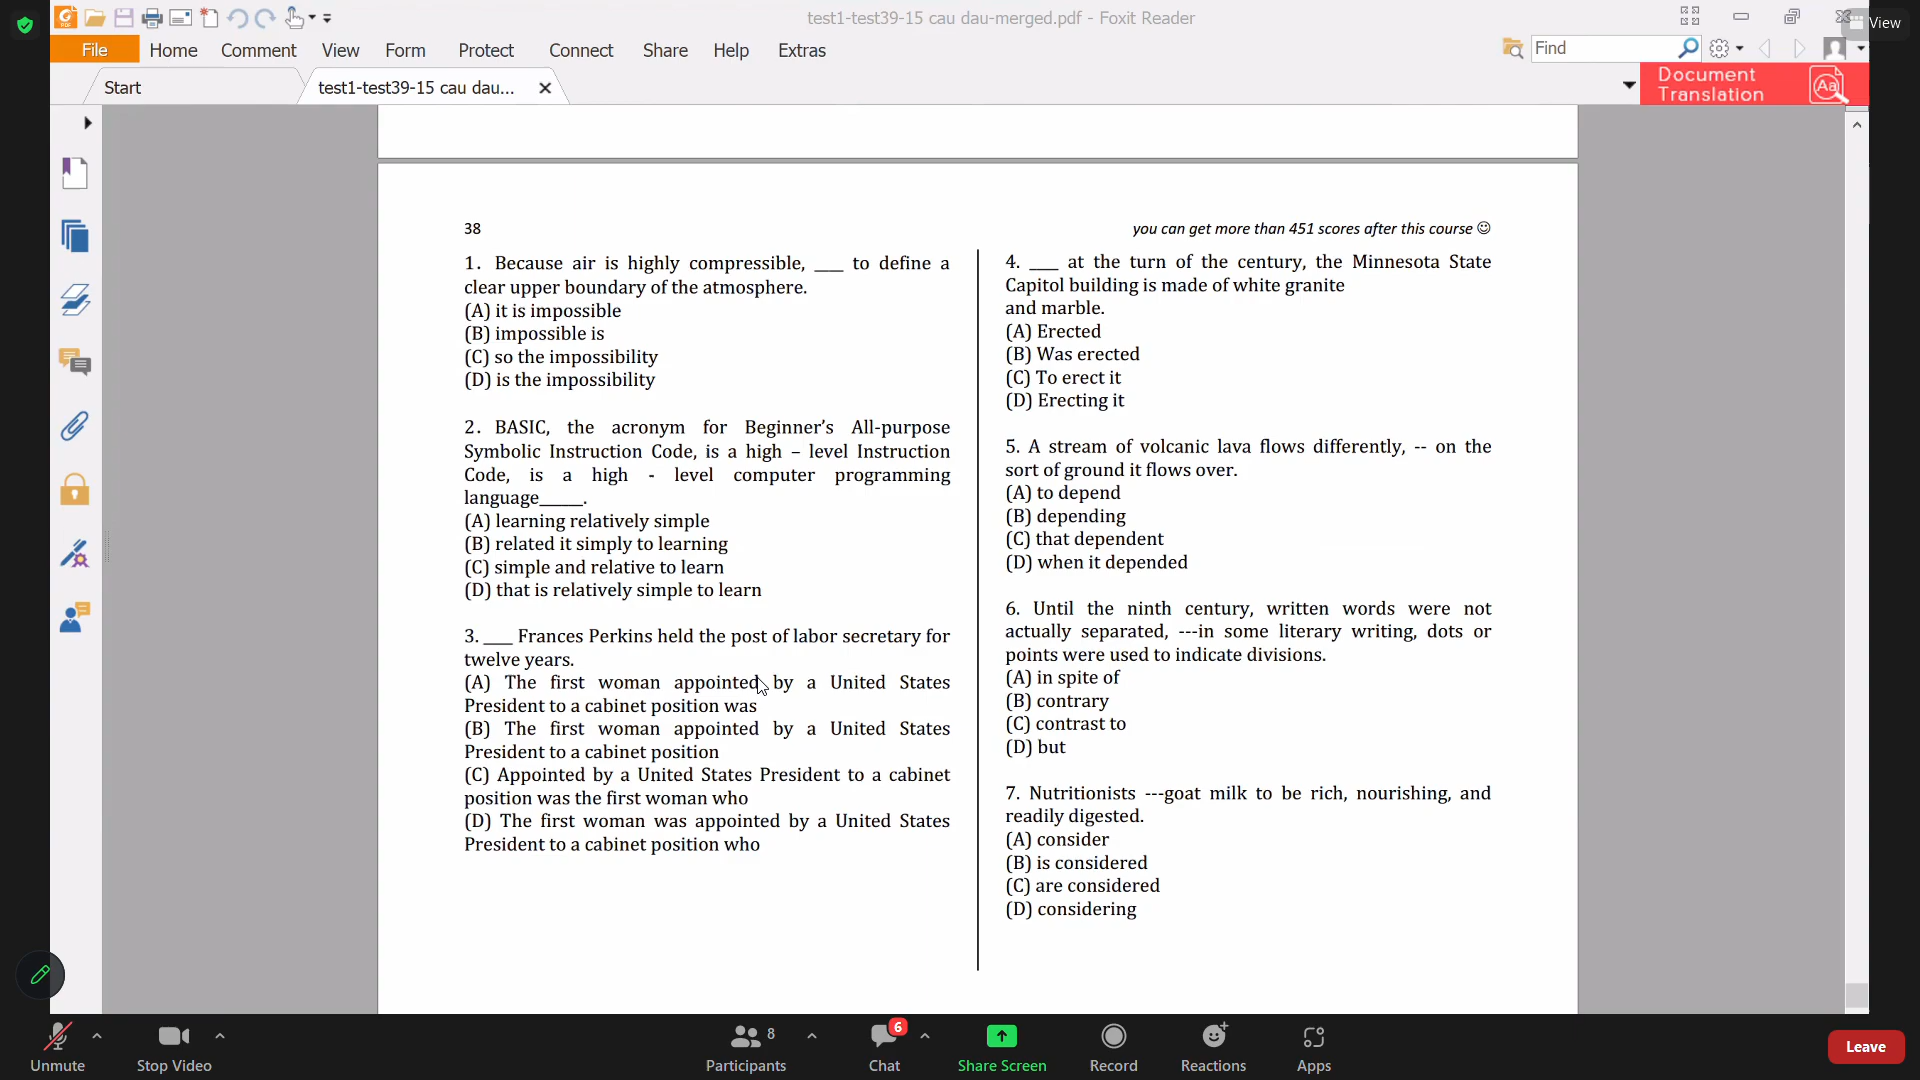 test1-test39-15 cau dau-merged.pdf - Foxit Reader
View
File Home Comment View Form Protect Connect Share Help Extras
Find
Start
test1-test39-15 cau dau...
Document
Translation
38
you can get more than 451 scores after this course ☺
1. Because air is highly compressible, ___ to define a
clear upper boundary of the atmosphere.
(A) it is impossible
(B) impossible is
(C) so the impossibility
(D) is the impossibility
2. BASIC, the acronym for Beginner’s All-purpose
Symbolic Instruction Code, is a high – level Instruction
Code, is a high - level computer programming
language_____.
(A) learning relatively simple
(B) related it simply to learning
(C) simple and relative to learn
(D) that is relatively simple to learn
3. ___ Frances Perkins held the post of labor secretary for
twelve years.
(A) The first woman appointed by a United States
President to a cabinet position was
(B) The first woman appointed by a United States
President to a cabinet position
(C) Appointed by a United States President to a cabinet
position was the first woman who
(D) The first woman was appointed by a United States
President to a cabinet position who
4. ___ at the turn of the century, the Minnesota State
Capitol building is made of white granite
and marble.
(A) Erected
(B) Was erected
(C) To erect it
(D) Erecting it
5. A stream of volcanic lava flows differently, -- on the
sort of ground it flows over.
(A) to depend
(B) depending
(C) that dependent
(D) when it depended
6. Until the ninth century, written words were not
actually separated, ---in some literary writing, dots or
points were used to indicate divisions.
(A) in spite of
(B) contrary
(C) contrast to
(D) but
7. Nutritionists ---goat milk to be rich, nourishing, and
readily digested.
(A) consider
(B) is considered
(C) are considered
(D) considering
Unmute
Stop Video
8
Participants
6
Chat
Share Screen
Record
Reactions
Apps
Leave